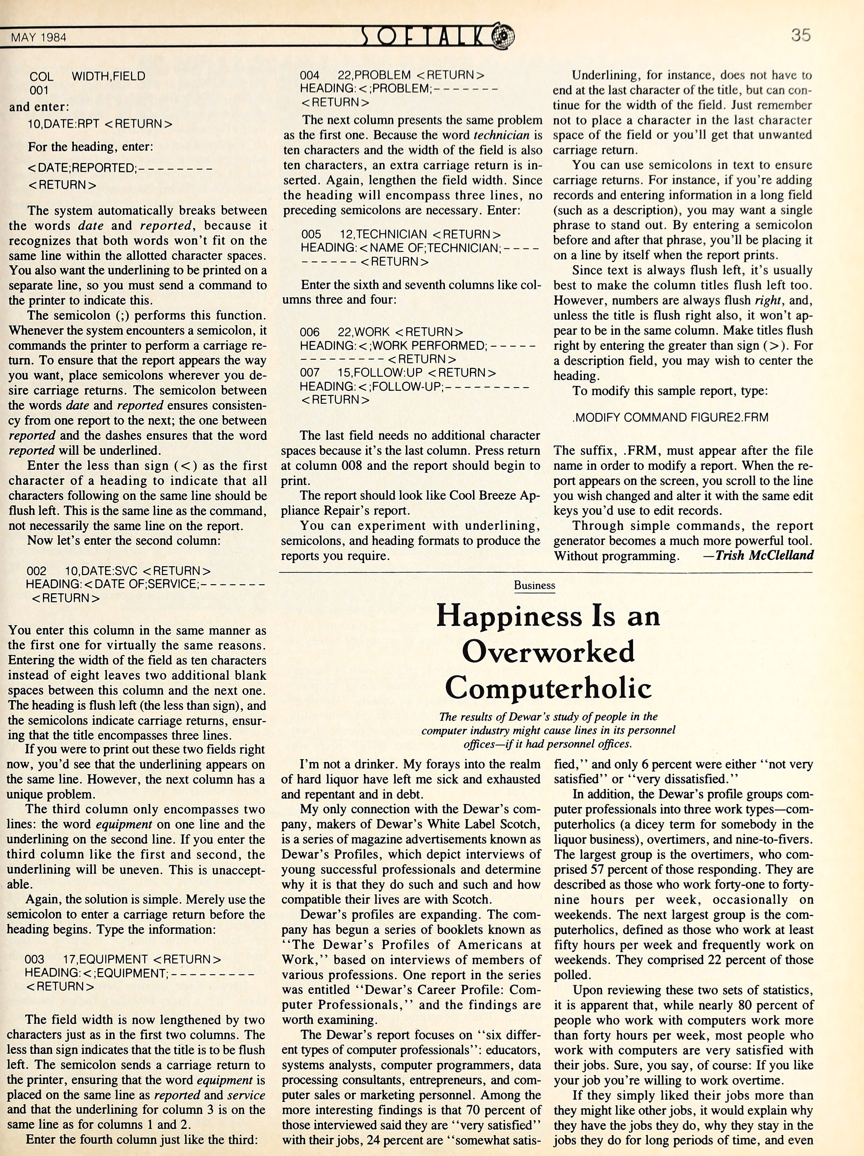 MAY 1984
SOFTALK
35
COL WIDTH,FIELD
001
and enter:
10,DATE:RPT <RETURN>
For the heading, enter:
<DATE;REPORTED;--------
<RETURN>
The system automatically breaks between
the words date and reported, because it
recognizes that both words won't fit on the
same line within the allotted character spaces.
You also want the underlining to be printed on a
separate line, so you must send a command to
the printer to indicate this.
The semicolon (;) performs this function.
Whenever the system encounters a semicolon, it
commands the printer to perform a carriage re-
turn. To ensure that the report appears the way
you want, place semicolons wherever you de-
sire carriage returns. The semicolon between
the words date and reported ensures consisten-
cy from one report to the next; the one between
reported and the dashes ensures that the word
reported will be underlined.
Enter the less than sign (<) as the first
character of a heading to indicate that all
characters following on the same line should be
flush left. This is the same line as the command,
not necessarily the same line on the report.
Now let's enter the second column:
002 10,DATE:SVC <RETURN>
HEADING:<DATE OF;SERVICE;-------
<RETURN>
You enter this column in the same manner as
the first one for virtually the same reasons.
Entering the width of the field as ten characters
instead of eight leaves two additional blank
spaces between this column and the next one.
The heading is flush left (the less than sign), and
the semicolons indicate carriage returns, ensur-
ing that the title encompasses three lines.
If you were to print out these two fields right
now, you'd see that the underlining appears on
the same line. However, the next column has a
unique problem.
The third column only encompasses two
lines: the word equipment on one line and the
underlining on the second line. If you enter the
third column like the first and second, the
underlining will be uneven. This is unaccept-
able.
Again, the solution is simple. Merely use the
semicolon to enter a carriage return before the
heading begins. Type the information:
003 17,EQUIPMENT <RETURN>
HEADING:<;EQUIPMENT;---------
<RETURN>
The field width is now lengthened by two
characters just as in the first two columns. The
less than sign indicates that the title is to be flush
left. The semicolon sends a carriage return to
the printer, ensuring that the word equipment is
placed on the same line as reported and service
and that the underlining for column 3 is on the
same line as for columns 1 and 2.
Enter the fourth column just like the third:
004 22,PROBLEM <RETURN>
HEADING:<;PROBLEM;-------
<RETURN>
The next column presents the same problem
as the first one. Because the word technician is
ten characters and the width of the field is also
ten characters, an extra carriage return is in-
serted. Again, lengthen the field width. Since
the heading will encompass three lines, no
preceding semicolons are necessary. Enter:
005 12,TECHNICIAN <RETURN>
HEADING:<NAME OF;TECHNICIAN;----
------<RETURN>
Enter the sixth and seventh columns like col-
umns three and four:
006 22,WORK <RETURN>
HEADING:<;WORK PERFORMED;-----
---------<RETURN>
007 15,FOLLOW:UP <RETURN>
HEADING:<;FOLLOW-UP;---------
<RETURN>
The last field needs no additional character
spaces because it's the last column. Press return
at column 008 and the report should begin to
print.
The report should look like Cool Breeze Ap-
pliance Repair's report.
You can experiment with underlining,
semicolons, and heading formats to produce the
reports you require.
Underlining, for instance, does not have to
end at the last character of the title, but can con-
tinue for the width of the field. Just remember
not to place a character in the last character
space of the field or you'll get that unwanted
carriage return.
You can use semicolons in text to ensure
carriage returns. For instance, if you're adding
records and entering information in a long field
(such as a description), you may want a single
phrase to stand out. By entering a semicolon
before and after that phrase, you'll be placing it
on a line by itself when the report prints.
Since text is always flush left, it's usually
best to make the column titles flush left too.
However, numbers are always flush right, and,
unless the title is flush right also, it won't ap-
pear to be in the same column. Make titles flush
right by entering the greater than sign (>). For
a description field, you may wish to center the
heading.
To modify this sample report, type:
.MODIFY COMMAND FIGURE2.FRM
The suffix, .FRM, must appear after the file
name in order to modify a report. When the re-
port appears on the screen, you scroll to the line
you wish changed and alter it with the same edit
keys you'd use to edit records.
Through simple commands, the report
generator becomes a much more powerful tool.
Without programming. —Trish McClelland
Business
Happiness Is an
Overworked
Computerholic
The results of Dewar's study of people in the
computer industry might cause lines in its personnel
offices—if it had personnel offices.
I'm not a drinker. My forays into the realm
of hard liquor have left me sick and exhausted
and repentant and in debt.
My only connection with the Dewar's com-
pany, makers of Dewar's White Label Scotch,
is a series of magazine advertisements known as
Dewar's Profiles, which depict interviews of
young successful professionals and determine
why it is that they do such and such and how
compatible their lives are with Scotch.
Dewar's profiles are expanding. The com-
pany has begun a series of booklets known as
"The Dewar's Profiles of Americans at
Work," based on interviews of members of
various professions. One report in the series
was entitled "Dewar's Career Profile: Com-
puter Professionals," and the findings are
worth examining.
The Dewar's report focuses on "six differ-
ent types of computer professionals": educators,
systems analysts, computer programmers, data
processing consultants, entrepreneurs, and com-
puter sales or marketing personnel. Among the
more interesting findings is that 70 percent of
those interviewed said they are "very satisfied"
with their jobs, 24 percent are "somewhat satis-
fied," and only 6 percent were either "not very
satisfied" or "very dissatisfied."
In addition, the Dewar's profile groups com-
puter professionals into three work types—com-
puterholics (a dicey term for somebody in the
liquor business), overtimers, and nine-to-fivers.
The largest group is the overtimers, who com-
prised 57 percent of those responding. They are
described as those who work forty-one to forty-
nine hours per week, occasionally on
weekends. The next largest group is the com-
puterholics, defined as those who work at least
fifty hours per week and frequently work on
weekends. They comprised 22 percent of those
polled.
Upon reviewing these two sets of statistics,
it is apparent that, while nearly 80 percent of
people who work with computers work more
than forty hours per week, most people who
work with computers are very satisfied with
their jobs. Sure, you say, of course: If you like
your job you're willing to work overtime.
If they simply liked their jobs more than
they might like other jobs, it would explain why
they have the jobs they do, why they stay in the
jobs they do for long periods of time, and even